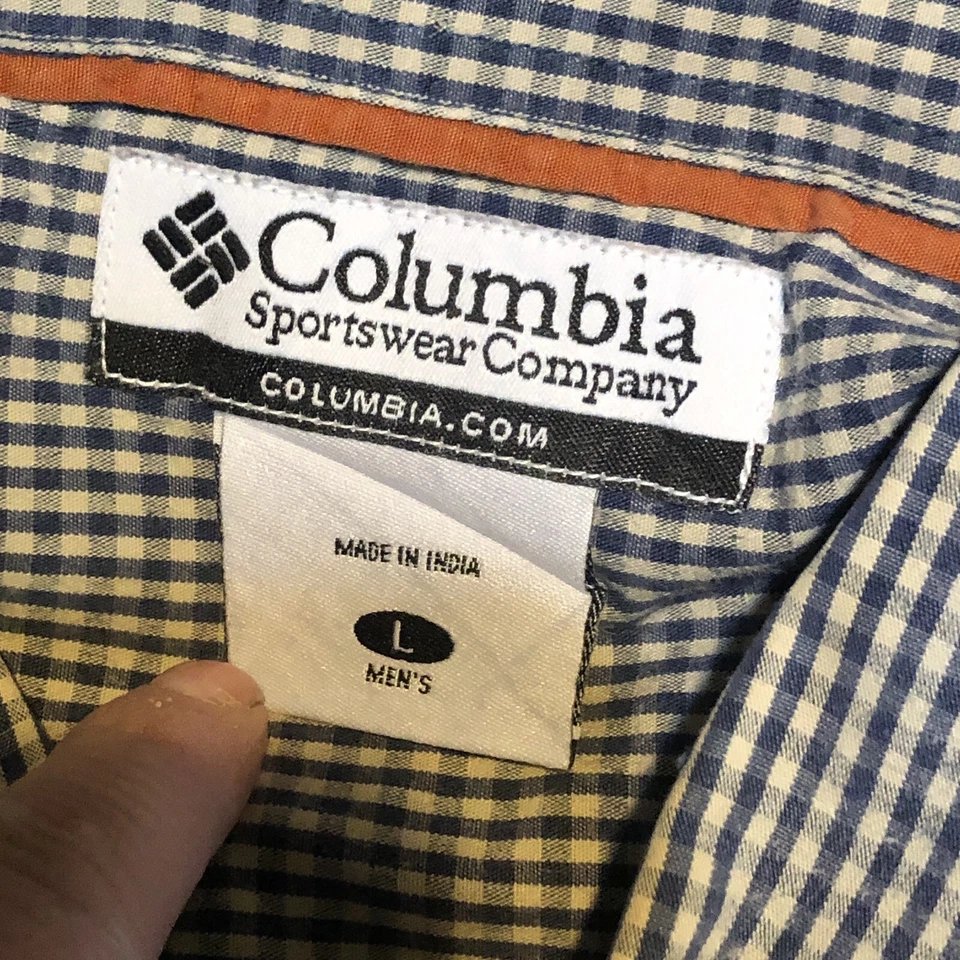 Columbia
Sportswear Company
COLUMBIA.COM
MADE IN INDIA
L
MEN'S